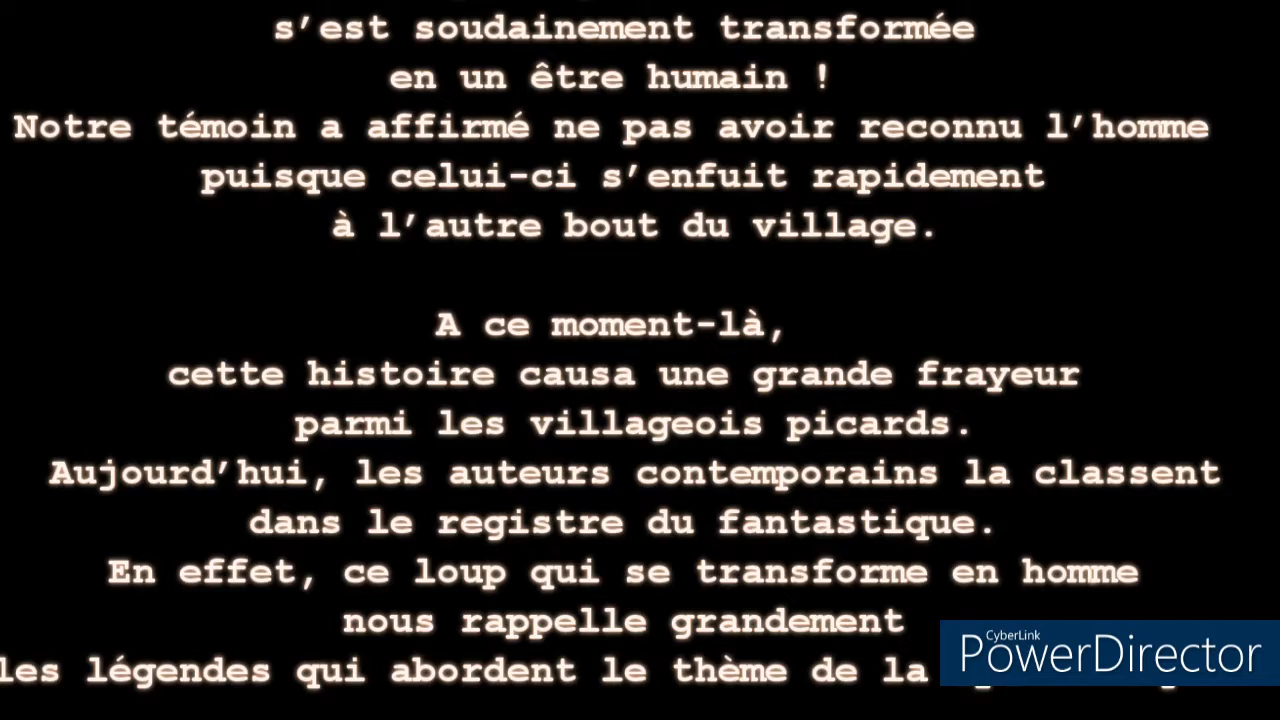 s’est soudainement transformée
en un être humain !
Notre témoin a affirmé ne pas avoir reconnu l’homme
puisque celui-ci s’enfuit rapidement
à l’autre bout du village.
A ce moment-là,
cette histoire causa une grande frayeur
parmi les villageois picards.
Aujourd’hui, les auteurs contemporains la classent
dans le registre du fantastique.
En effet, ce loup qui se transforme en homme
nous rappelle grandement
les légendes qui abordent le thème de la
CyberLink
PowerDirector